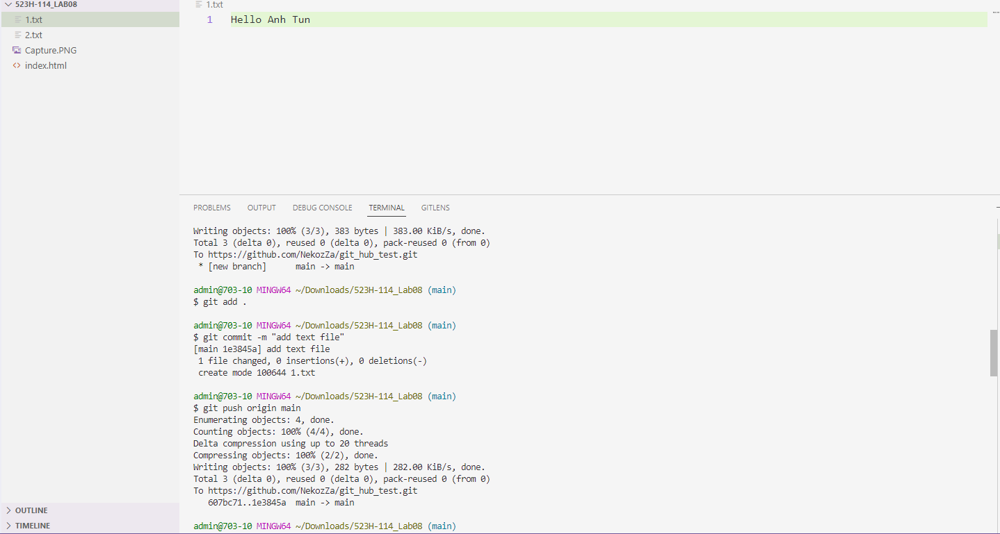 523H-114_LAB08
1.txt
2.txt
Capture.PNG
index.html
OUTLINE
TIMELINE
1.txt
1 Hello Anh Tun
PROBLEMS OUTPUT DEBUG CONSOLE TERMINAL GITLENS
Writing objects: 100% (3/3), 383 bytes | 383.00 KiB/s, done.
Total 3 (delta 0), reused 0 (delta 0), pack-reused 0 (from 0)
To https://github.com/NekozZa/git_hub_test.git
* [new branch] main -> main
admin@703-10 MINGW64 ~/Downloads/523H-114_Lab08 (main)
$ git add .
admin@703-10 MINGW64 ~/Downloads/523H-114_Lab08 (main)
$ git commit -m "add text file"
[main 1e3845a] add text file
1 file changed, 0 insertions(+), 0 deletions(-)
create mode 100644 1.txt
admin@703-10 MINGW64 ~/Downloads/523H-114_Lab08 (main)
$ git push origin main
Enumerating objects: 4, done.
Counting objects: 100% (4/4), done.
Delta compression using up to 20 threads
Compressing objects: 100% (2/2), done.
Writing objects: 100% (3/3), 282 bytes | 282.00 KiB/s, done.
Total 3 (delta 0), reused 0 (delta 0), pack-reused 0 (from 0)
To https://github.com/NekozZa/git_hub_test.git
607bc71..1e3845a main -> main
admin@703-10 MINGW64 ~/Downloads/523H-114_Lab08 (main)